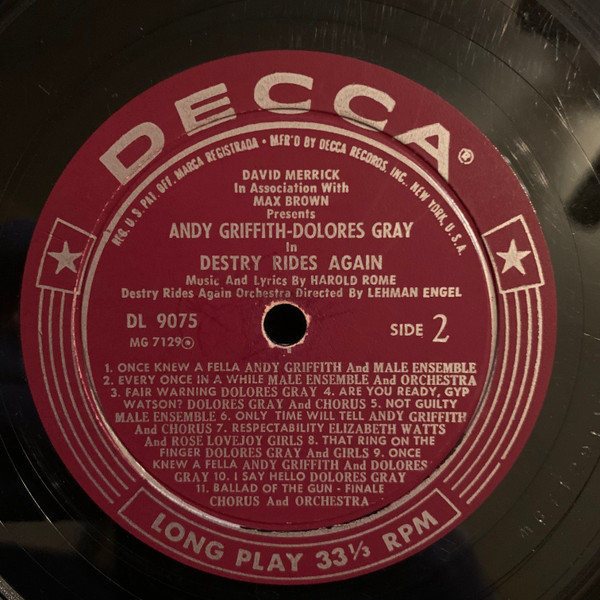 DECCA®
REG. U.S. PAT. OFF. MARCA REGISTRADA • MFR'D BY DECCA RECORDS, INC., NEW YORK, U.S.A.
DAVID MERRICK
In Association With
MAX BROWN
Presents
ANDY GRIFFITH-DOLORES GRAY
In
DESTRY RIDES AGAIN
Music And Lyrics By HAROLD ROME
Destry Rides Again Orchestra Directed By LEHMAN ENGEL
DL 9075
MG 7129
SIDE 2
1. ONCE KNEW A FELLA ANDY GRIFFITH And MALE ENSEMBLE
2. EVERY ONCE IN A WHILE MALE ENSEMBLE And ORCHESTRA
3. FAIR WARNING DOLORES GRAY 4. ARE YOU READY, GYP
WATSON? DOLORES GRAY And CHORUS 5. NOT GUILTY
MALE ENSEMBLE 6. ONLY TIME WILL TELL ANDY GRIFFITH
And CHORUS 7. RESPECTABILITY ELIZABETH WATTS
And ROSE LOVEJOY GIRLS 8. THAT RING ON THE
FINGER DOLORES GRAY And GIRLS 9. ONCE
KNEW A FELLA ANDY GRIFFITH And DOLORES
GRAY 10. I SAY HELLO DOLORES GRAY
11. BALLAD OF THE GUN - FINALE
CHORUS And ORCHESTRA
LONG PLAY 33⅓ RPM